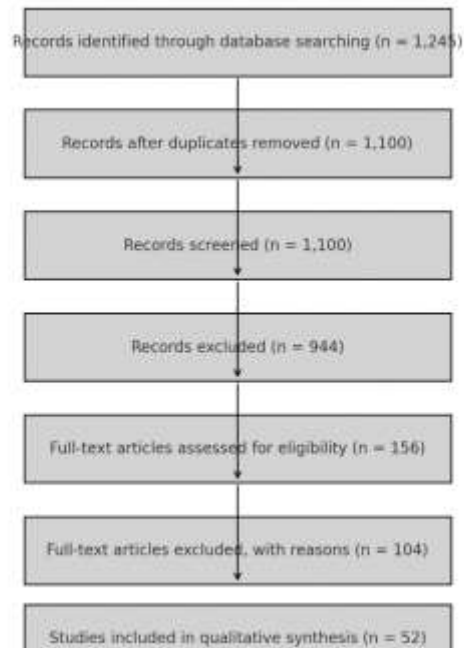 Records identified through database searching (n = 1,245)
Records after duplicates removed (n = 1,100)
Records screened (n = 1,100)
Records excluded (n = 944)
Full-text articles assessed for eligibility (n = 156)
Full-text articles excluded, with reasons (n = 104)
Studies included in qualitative synthesis (n = 52)